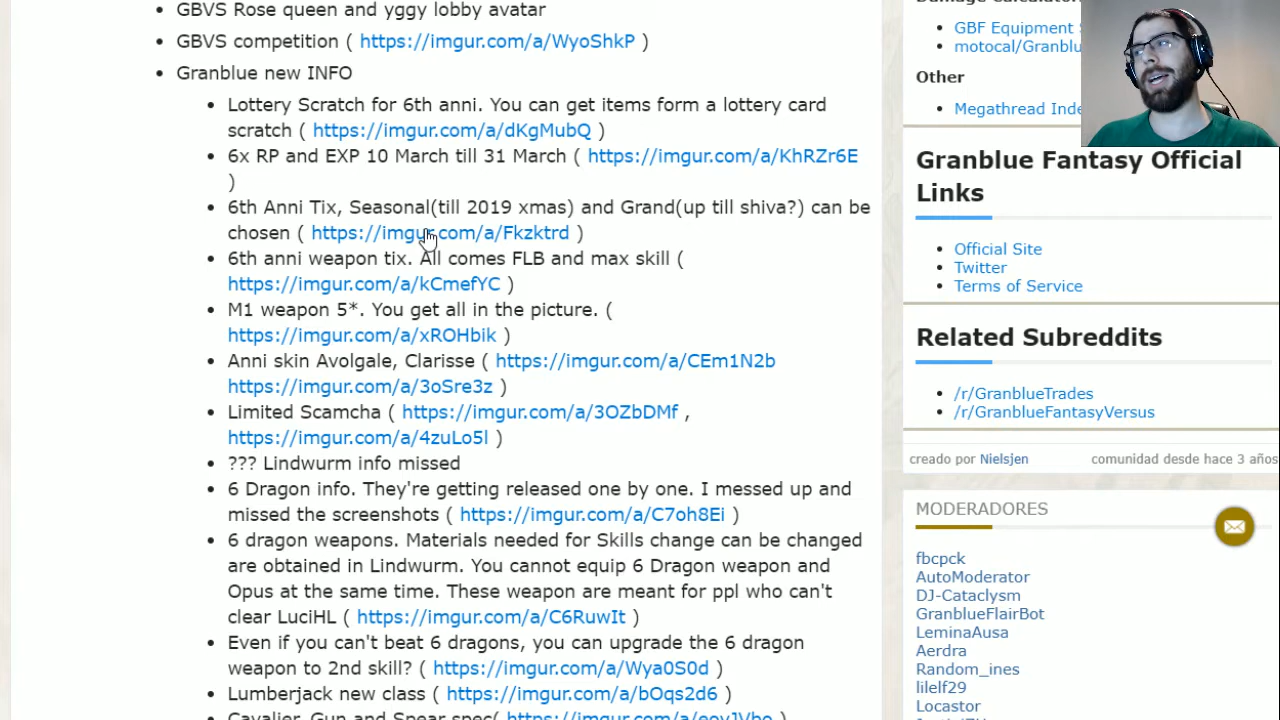 GBVS Rose queen and yggy lobby avatar
GBVS competition ( https://imgur.com/a/WyoShkP )
Granblue new INFO
Lottery Scratch for 6th anni. You can get items form a lottery card
scratch ( https://imgur.com/a/dKgMubQ )
6x RP and EXP 10 March till 31 March ( https://imgur.com/a/KhRZr6E
)
6th Anni Tix, Seasonal(till 2019 xmas) and Grand(up till shiva?) can be
chosen ( https://imgur.com/a/Fkzktrd )
6th anni weapon tix. All comes FLB and max skill (
https://imgur.com/a/kCmefYC )
M1 weapon 5*. You get all in the picture. (
https://imgur.com/a/xROHbik )
Anni skin Avolgale, Clarisse ( https://imgur.com/a/CEm1N2b
https://imgur.com/a/3oSre3z )
Limited Scamcha ( https://imgur.com/a/3OZbDMf ,
https://imgur.com/a/4zuLo5l )
??? Lindwurm info missed
6 Dragon info. They're getting released one by one. I messed up and
missed the screenshots ( https://imgur.com/a/C7oh8Ei )
6 dragon weapons. Materials needed for Skills change can be changed
are obtained in Lindwurm. You cannot equip 6 Dragon weapon and
Opus at the same time. These weapon are meant for ppl who can't
clear LuciHL ( https://imgur.com/a/C6RuwIt )
Even if you can't beat 6 dragons, you can upgrade the 6 dragon
weapon to 2nd skill? ( https://imgur.com/a/Wya0S0d )
Lumberjack new class ( https://imgur.com/a/bOqs2d6 )
Cavalier, Gun and Spear spec( https://imgur.com/a/
GBF Equipment
motocal/Granblu
Other
Megathread Inde
Granblue Fantasy Official
Links
Official Site
Twitter
Terms of Service
Related Subreddits
/r/GranblueTrades
/r/GranblueFantasyVersus
creado por Nielsjen
comunidad desde hace 3 años
MODERADORES
fbcpck
AutoModerator
DJ-Cataclysm
GranblueFlairBot
LeminaAusa
Aerdra
Random_ines
lilelf29
Locastor